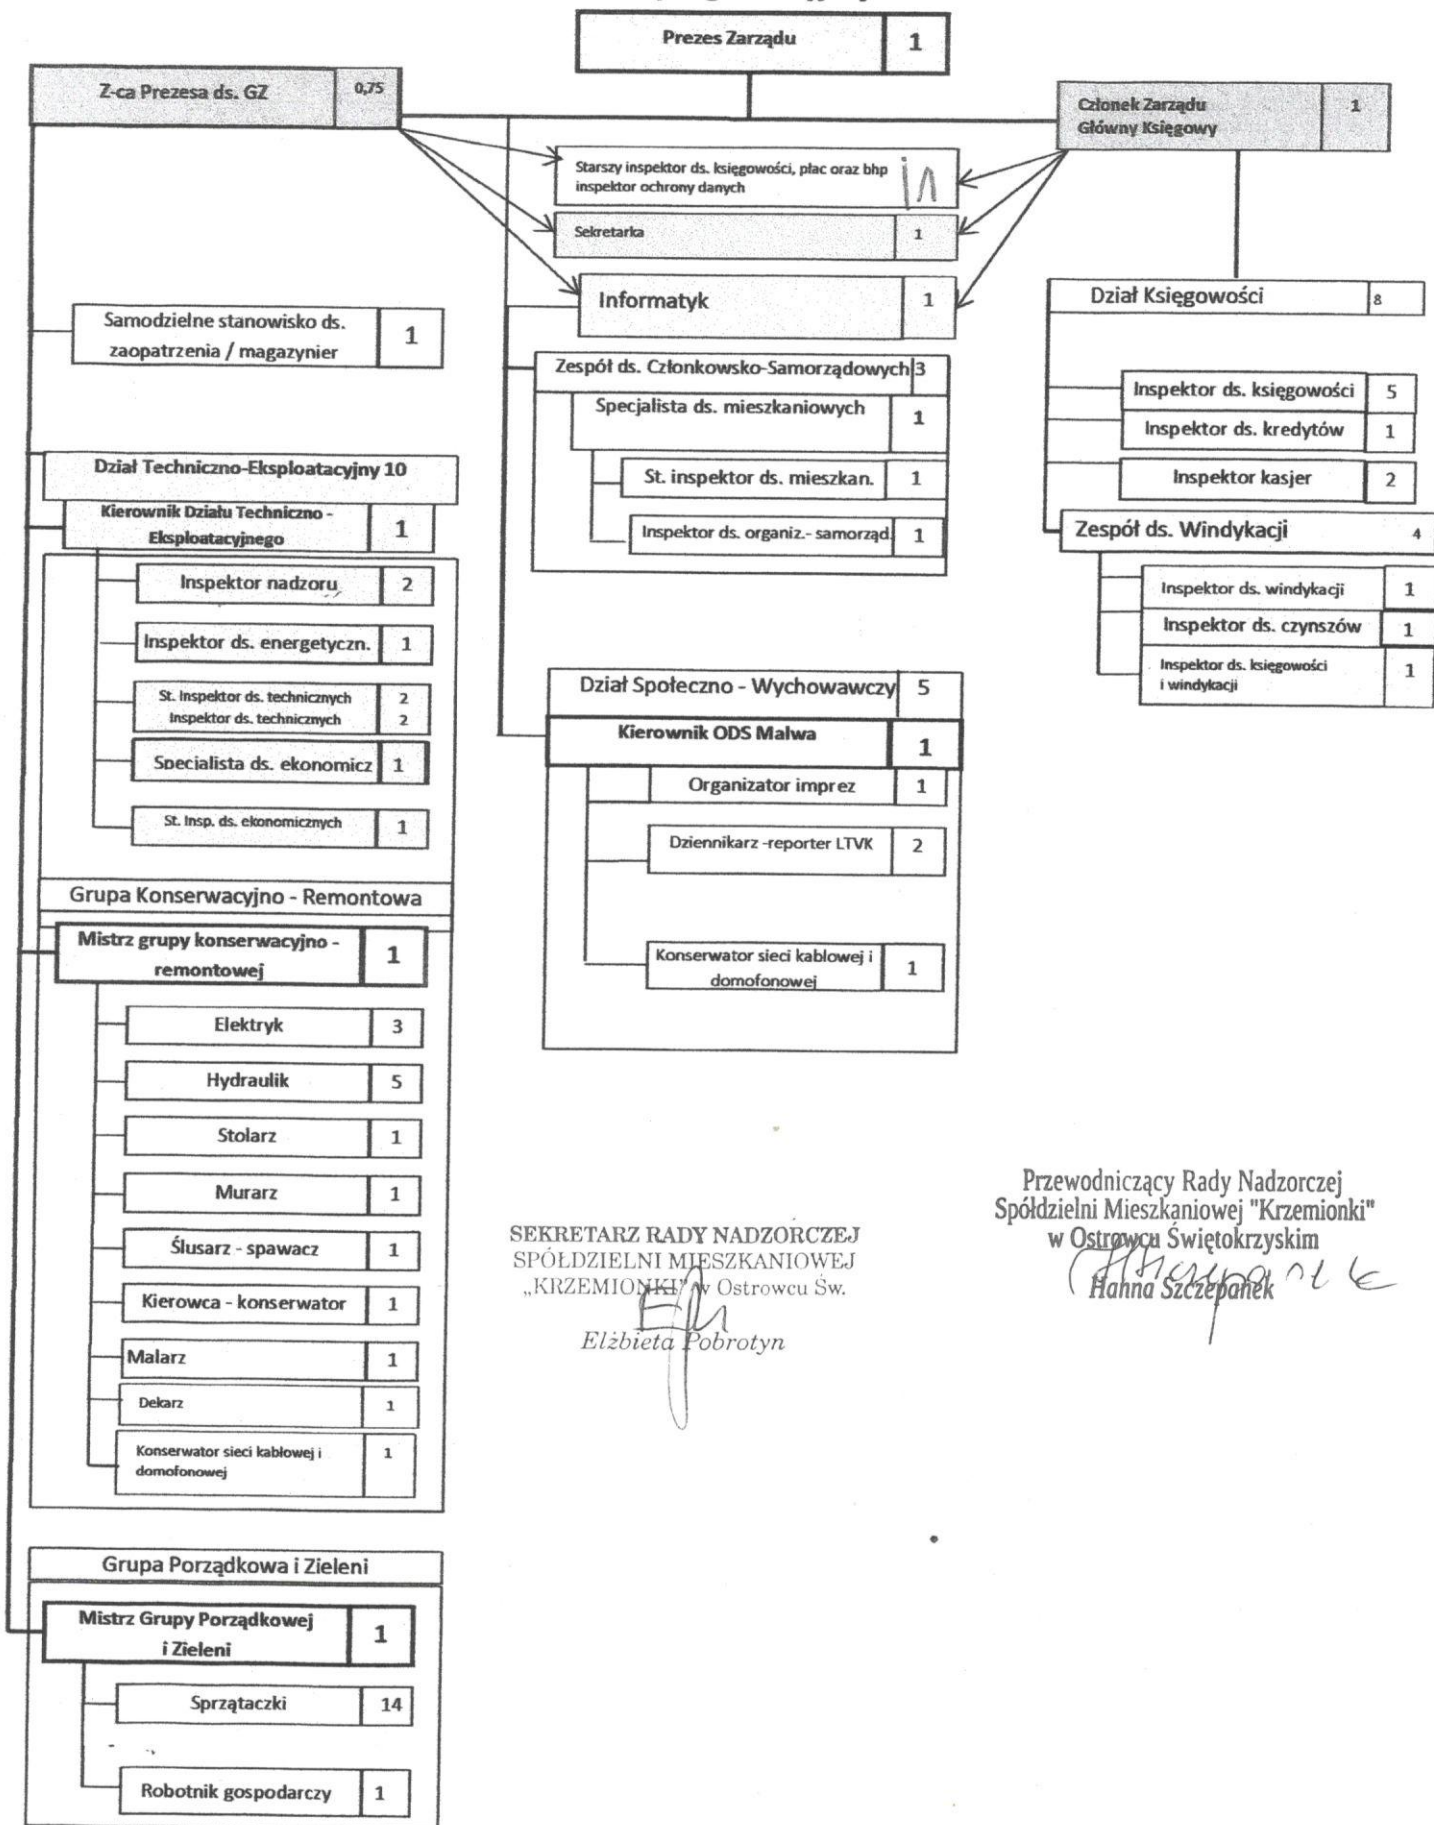 Prezes Zarządu 1
Z-ca Prezesa ds. GZ 0,75
Członek Zarządu 1
Główny Księgowy
Starszy inspektor ds. księgowości, płac oraz bhp
inspektor ochrony danych
Sekretarka 1
Informatyk 1
Samodzielne stanowisko ds. 1
zaopatrzenia / magazynier
Dział Techniczno-Eksploatacyjny 10
Kierownik Działu Techniczno - 1
Eksploatacyjnego
Inspektor nadzoru 2
Inspektor ds. energetyczn. 1
St. Inspektor ds. technicznych 2
Inspektor ds. technicznych 2
Specialista ds. ekonomicz 1
St. Insp. ds. ekonomicznych 1
Grupa Konserwacyjno - Remontowa
Mistrz grupy konserwacyjno - 1
remontowej
Elektryk 3
Hydraulik 5
Stolarz 1
Murarz 1
Ślusarz - spawacz 1
Kierowca - konserwator 1
Malarz 1
Dekarz 1
Konserwator sieci kablowej i 1
domofonowej
Grupa Porządkowa i Zieleni
Mistrz Grupy Porządkowej 1
i Zieleni
Sprzątaczki 14
Robotnik gospodarczy 1
Zespół ds. Członkowsko-Samorządowych 3
Specjalista ds. mieszkaniowych 1
St. inspektor ds. mieszkan. 1
Inspektor ds. organiz.- samorząd. 1
Dział Społeczno - Wychowawczy 5
Kierownik ODS Malwa 1
Organizator imprez 1
Dziennikarz -reporter LTVK 2
Konserwator sieci kablowej i 1
domofonowej
Dział Księgowości 8
Inspektor ds. księgowości 5
Inspektor ds. kredytów 1
Inspektor kasjer 2
Zespół ds. Windykacji 4
Inspektor ds. windykacji 1
Inspektor ds. czynszów 1
Inspektor ds. księgowości 1
i windykacji
SEKRETARZ RADY NADZORCZEJ
SPÓŁDZIELNI MIESZKANIOWEJ
„KRZEMIONKI" w Ostrowcu Św.
Elżbieta Pobrotyn
Przewodniczący Rady Nadzorczej
Spółdzielni Mieszkaniowej "Krzemionki"
w Ostrowcu Świętokrzyskim
Hanna Szczepanek